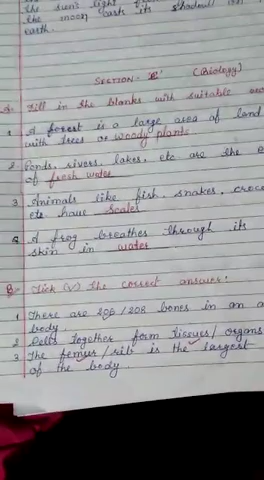 the sun's light
the moon cast its shadow on
earth.
SECTION - 'B' (Biology)
A. Fill in the blanks with suitable
1 A forest is a large area of land
with trees or woody plants
2 Ponds, rivers, lakes, etc are the
of fresh water
3 Animals like fish, snakes,
etc have scales
4 A frog breathes through its
skin in water
B Tick (√) the correct answer:
1 There are 206/208 bones in an
body
2 Cells together form tissues/organs
3 The femur/rib is the largest
of the body.